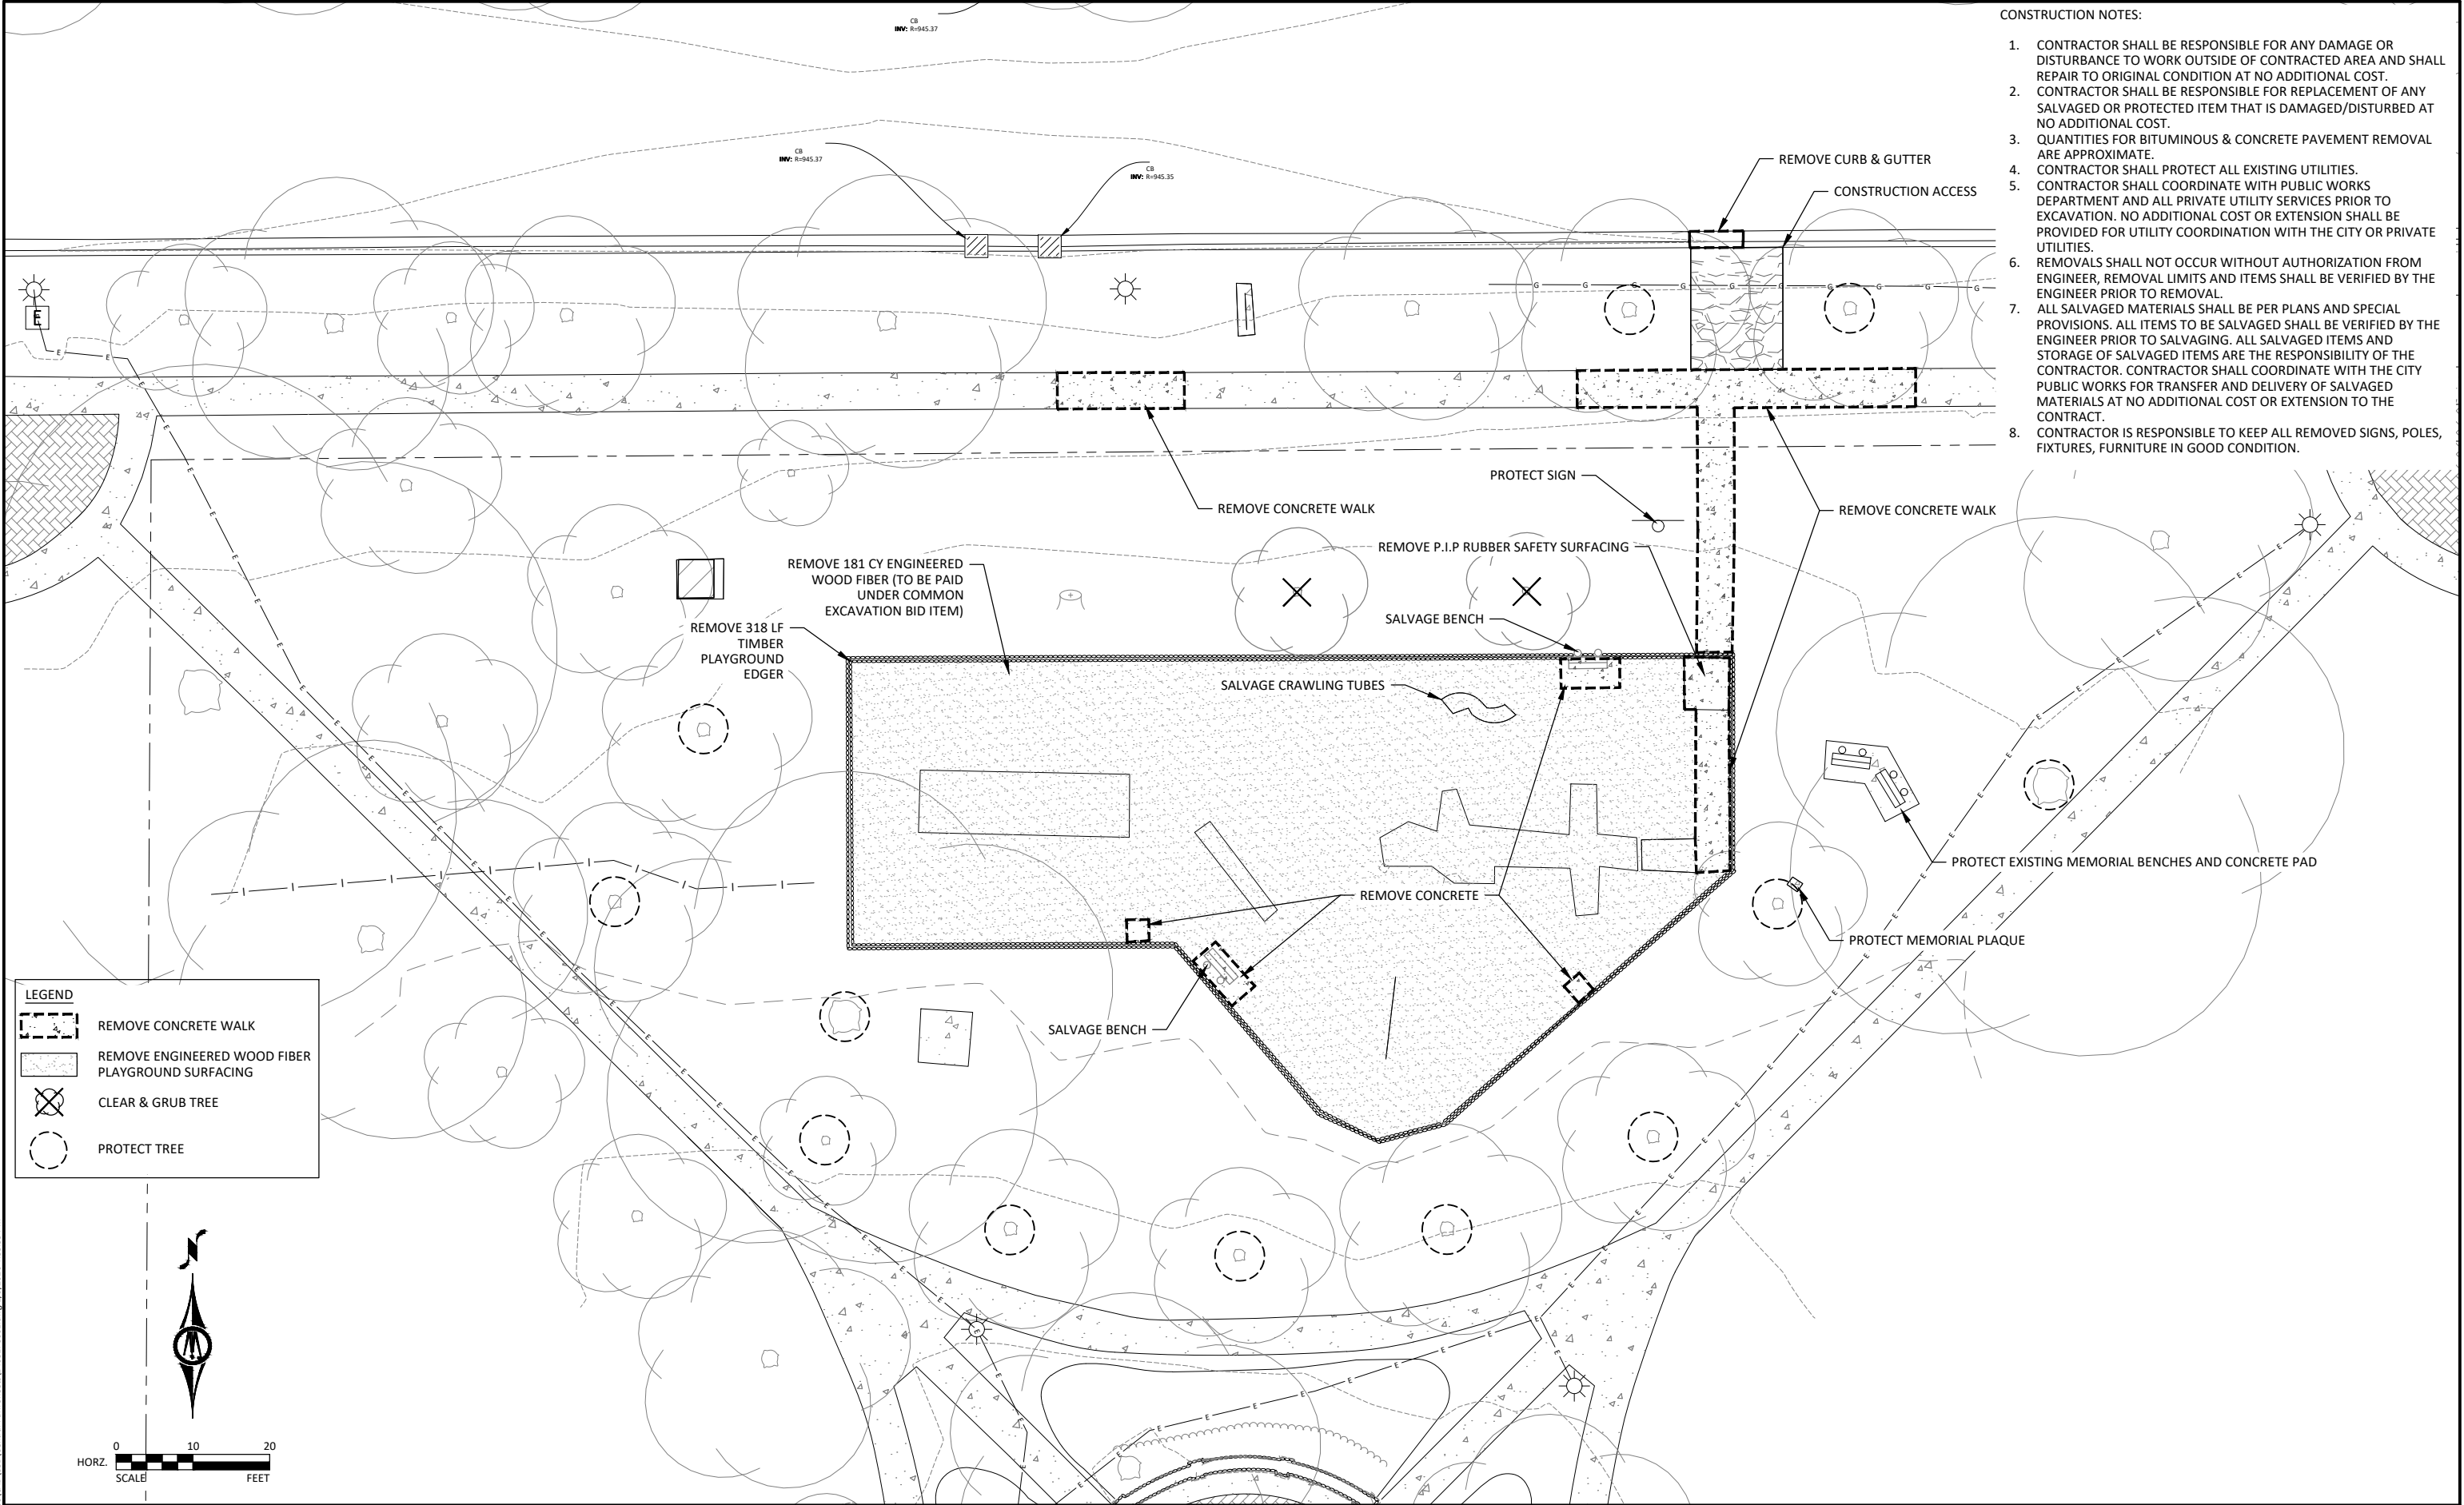 CB
INV: R=945.37
CONSTRUCTION NOTES:
1. CONTRACTOR SHALL BE RESPONSIBLE FOR ANY DAMAGE OR
DISTURBANCE TO WORK OUTSIDE OF CONTRACTED AREA AND SHALL
REPAIR TO ORIGINAL CONDITION AT NO ADDITIONAL COST.
2. CONTRACTOR SHALL BE RESPONSIBLE FOR REPLACEMENT OF ANY
SALVAGED OR PROTECTED ITEM THAT IS DAMAGED/DISTURBED AT
NO ADDITIONAL COST.
3. QUANTITIES FOR BITUMINOUS & CONCRETE PAVEMENT REMOVAL
ARE APPROXIMATE.
4. CONTRACTOR SHALL PROTECT ALL EXISTING UTILITIES.
5. CONTRACTOR SHALL COORDINATE WITH PUBLIC WORKS
DEPARTMENT AND ALL PRIVATE UTILITY SERVICES PRIOR TO
EXCAVATION. NO ADDITIONAL COST OR EXTENSION SHALL BE
PROVIDED FOR UTILITY COORDINATION WITH THE CITY OR PRIVATE
UTILITIES.
6. REMOVALS SHALL NOT OCCUR WITHOUT AUTHORIZATION FROM
ENGINEER, REMOVAL LIMITS AND ITEMS SHALL BE VERIFIED BY THE
ENGINEER PRIOR TO REMOVAL.
7. ALL SALVAGED MATERIALS SHALL BE PER PLANS AND SPECIAL
PROVISIONS. ALL ITEMS TO BE SALVAGED SHALL BE VERIFIED BY THE
ENGINEER PRIOR TO SALVAGING. ALL SALVAGED ITEMS AND
STORAGE OF SALVAGED ITEMS ARE THE RESPONSIBILITY OF THE
CONTRACTOR. CONTRACTOR SHALL COORDINATE WITH THE CITY
PUBLIC WORKS FOR TRANSFER AND DELIVERY OF SALVAGED
MATERIALS AT NO ADDITIONAL COST OR EXTENSION TO THE
CONTRACT.
8. CONTRACTOR IS RESPONSIBLE TO KEEP ALL REMOVED SIGNS, POLES,
FIXTURES, FURNITURE IN GOOD CONDITION.
CB
INV: R=945.37
CB
INV: R=945.35
REMOVE CURB & GUTTER
CONSTRUCTION ACCESS
E
PROTECT SIGN
REMOVE CONCRETE WALK
REMOVE CONCRETE WALK
REMOVE P.I.P RUBBER SAFETY SURFACING
REMOVE 181 CY ENGINEERED
WOOD FIBER (TO BE PAID
UNDER COMMON
EXCAVATION BID ITEM)
SALVAGE BENCH
REMOVE 318 LF
TIMBER
PLAYGROUND
EDGER
SALVAGE CRAWLING TUBES
PROTECT EXISTING MEMORIAL BENCHES AND CONCRETE PAD
REMOVE CONCRETE
PROTECT MEMORIAL PLAQUE
SALVAGE BENCH
LEGEND
REMOVE CONCRETE WALK
REMOVE ENGINEERED WOOD FIBER
PLAYGROUND SURFACING
CLEAR & GRUB TREE
PROTECT TREE
N
0 10 20
HORZ.
SCALE FEET